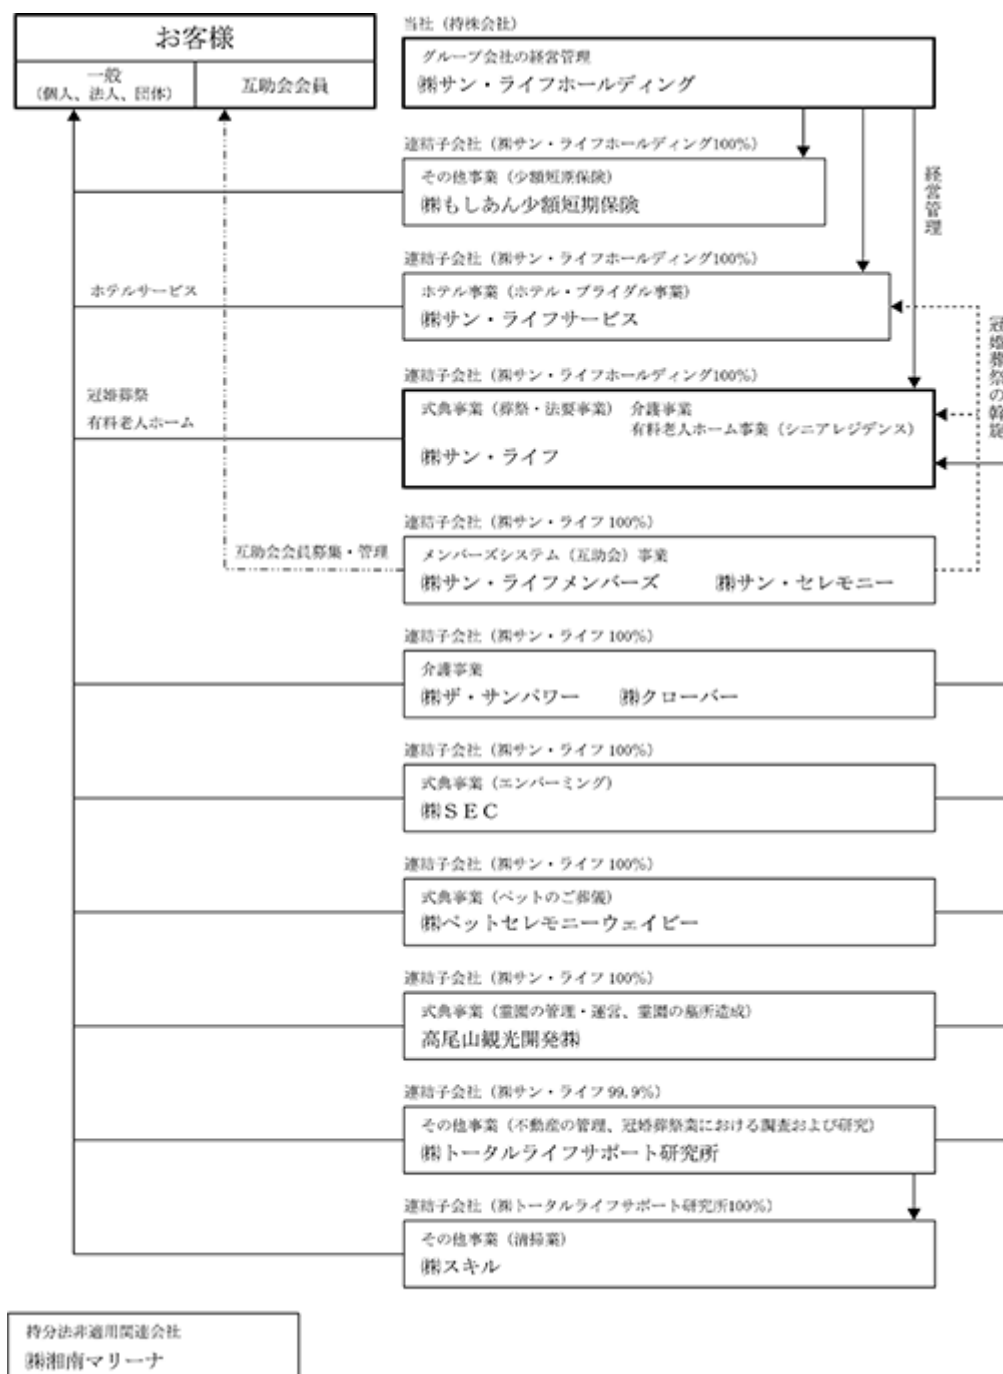 お客様
一般
(個人、法人、団体)
互助会会員
当社（持株会社）
グループ会社の経営管理
㈱サン・ライフホールディング
経営管理
連結子会社（㈱サン・ライフホールディング100%）
その他事業（少額短期保険）
㈱もしあん少額短期保険
連結子会社（㈱サン・ライフホールディング100%）
ホテルサービス
ホテル事業（ホテル・ブライダル事業）
㈱サン・ライフサービス
冠婚葬祭の斡旋
連結子会社（㈱サン・ライフホールディング100%）
冠婚葬祭
有料老人ホーム
式典事業（葬祭・法要事業）　介護事業
有料老人ホーム事業（シニアレジデンス）
㈱サン・ライフ
連結子会社（㈱サン・ライフ 100%）
互助会会員募集・管理
メンバーズシステム（互助会）事業
㈱サン・ライフメンバーズ　㈱サン・セレモニー
連結子会社（㈱サン・ライフ 100%）
介護事業
㈱ザ・サンパワー　㈱クローバー
連結子会社（㈱サン・ライフ 100%）
式典事業（エンバーミング）
㈱ＳＥＣ
連結子会社（㈱サン・ライフ 100%）
式典事業（ペットのご葬儀）
㈱ペットセレモニーウェイビー
連結子会社（㈱サン・ライフ 100%）
式典事業（霊園の管理・運営、霊園の墓所造成）
高尾山観光開発㈱
連結子会社（㈱サン・ライフ 99.9%）
その他事業（不動産の管理、冠婚葬祭業における調査および研究）
㈱トータルライフサポート研究所
連結子会社（㈱トータルライフサポート研究所100%）
その他事業（清掃業）
㈱スキル
持分法非適用関連会社
㈱湘南マリーナ